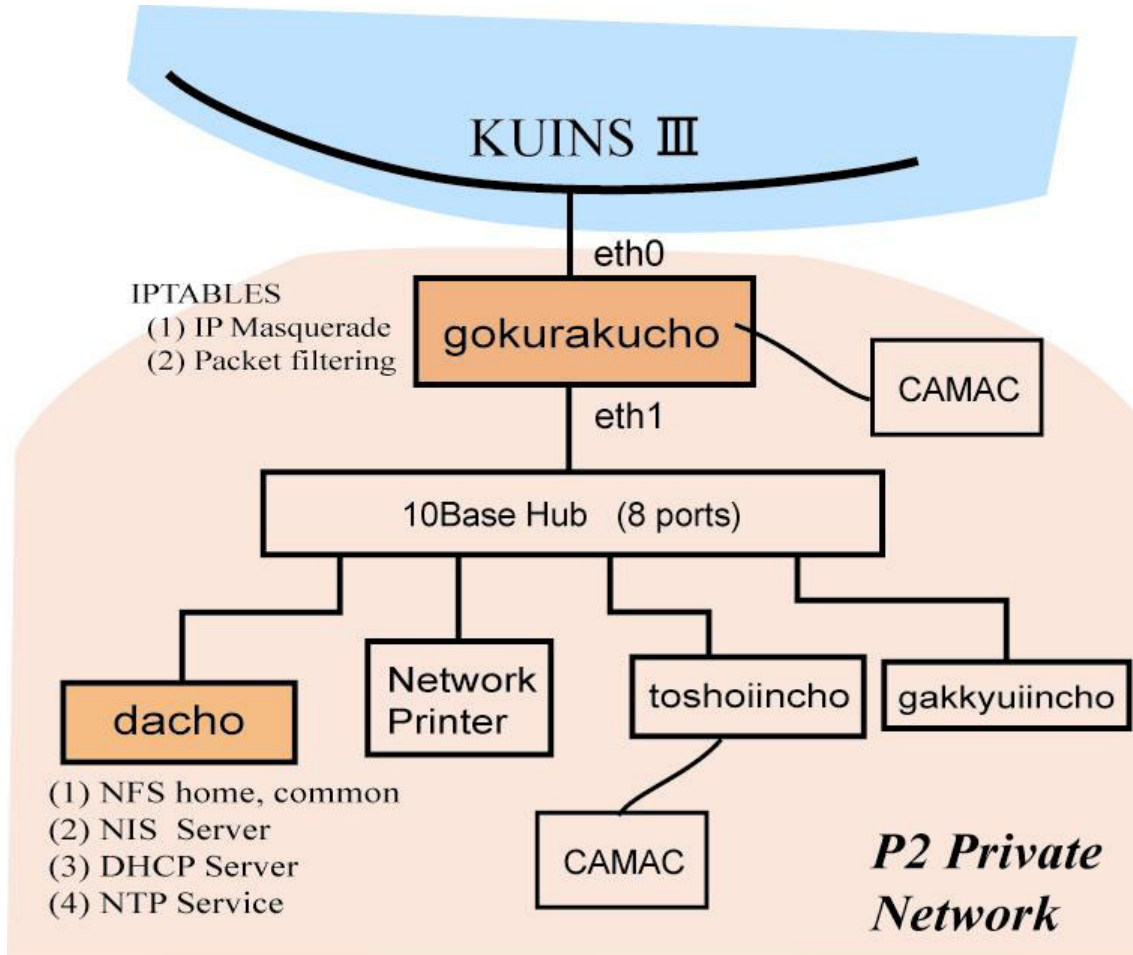 KUINS Ⅲ
eth0
IPTABLES
(1) IP Masquerade
(2) Packet filtering
gokurakucho
CAMAC
eth1
10Base Hub (8 ports)
dacho
Network
Printer
toshoiincho
gakkyuiincho
(1) NFS home, common
(2) NIS Server
(3) DHCP Server
(4) NTP Service
CAMAC
P2 Private
Network